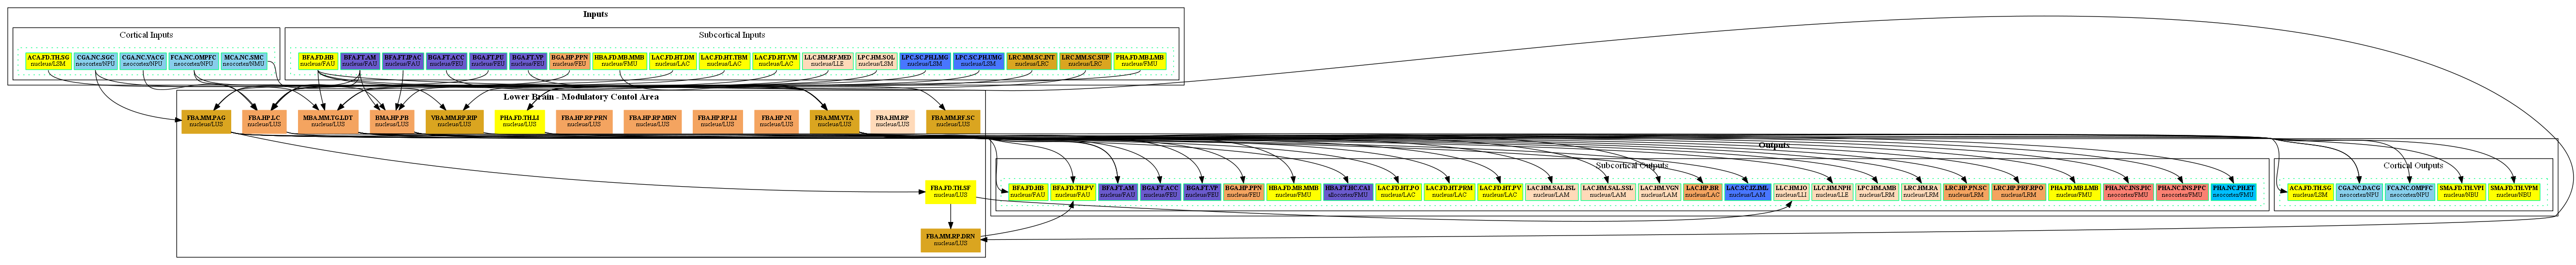 Inputs
Cortical Inputs
Subcortical Inputs
ACA.FD.TH.SG
nucleus/LSM
CGA.NC.SGC
neocortex/NFU
CGA.NC.VACG
neocortex/NFU
FCA.NC.OMPFC
neocortex/NFU
MCA.NC.SMC
neocortex/NMU
BFA.FD.HB
nucleus/FAU
BFA.FT.AM
nucleus/FAU
BFA.FT.IPAC
nucleus/FAU
BGA.FT.ACC
nucleus/FEU
BGA.FT.PU
nucleus/FEU
BGA.FT.VP
nucleus/FEU
BGA.HP.PPN
nucleus/FEU
HBA.FD.MB.MMB
nucleus/FMU
LAC.FD.HT.DM
nucleus/LAC
LAC.FD.HT.TBM
nucleus/LAC
LAC.FD.HT.VM
nucleus/LAC
LLC.HM.RF.MED
nucleus/LLE
LPC.HM.SOL
nucleus/LSM
LPC.SC.PH.LMG
nucleus/LSM
LPC.SC.PH.UMG
nucleus/LSM
LRC.MM.SC.INT
nucleus/LRC
LRC.MM.SC.SUP
nucleus/LRC
PHA.FD.MB.LMB
nucleus/FMU
Lower Brain - Modulatory Contol Area
FBA.MM.PAG
nucleus/LUS
FBA.HP.LC
nucleus/LUS
MBA.MM.TG.LDT
nucleus/LUS
BMA.HP.PB
nucleus/LUS
VBA.MM.RP.RIP
nucleus/LUS
PHA.FD.TH.LI
nucleus/LUS
FBA.HP.RP.PRN
nucleus/LUS
FBA.HP.RP.MRN
nucleus/LUS
FBA.HP.RP.LI
nucleus/LUS
FBA.HP.NI
nucleus/LUS
FBA.MM.VTA
nucleus/LUS
FBA.HM.RP
nucleus/LUS
FBA.MM.RF.SC
nucleus/LUS
FBA.FD.TH.SF
nucleus/LUS
FBA.MM.RP.DRN
nucleus/LUS
Outputs
Subcortical Outputs
Cortical Outputs
BFA.FD.HB
nucleus/FAU
BFA.FD.TH.PV
nucleus/FAU
BFA.FT.AM
nucleus/FAU
BGA.FT.ACC
nucleus/FEU
BGA.FT.VP
nucleus/FEU
BGA.HP.PPN
nucleus/FEU
HBA.FD.MB.MMB
nucleus/FMU
HBA.FT.HC.CA1
allocortex/FMU
LAC.FD.HT.PO
nucleus/LAC
LAC.FD.HT.PRM
nucleus/LAC
LAC.FD.HT.PV
nucleus/LAC
LAC.HM.SAL.ISL
nucleus/LAM
LAC.HM.SAL.SSL
nucleus/LAM
LAC.HM.VGN
nucleus/LAM
LAC.HP.BR
nucleus/LAC
LAC.SC.IZ.IML
nucleus/LAM
LLC.HM.IO
nucleus/LLI
LLC.HM.NPH
nucleus/LLE
LPC.HM.AMB
nucleus/LRM
LRC.HM.RA
nucleus/LRM
LRC.HP.PN.SC
nucleus/LRM
LRC.HP.PRF.RPO
nucleus/LRM
PHA.FD.MB.LMB
nucleus/FMU
PHA.NC.INS.PIC
neocortex/FMU
PHA.NC.INS.PPC
neocortex/FMU
PHA.NC.PH.FT
neocortex/FMU
ACA.FD.TH.SG
nucleus/LSM
CGA.NC.DACG
neocortex/NFU
FCA.NC.OMPFC
neocortex/NFU
SMA.FD.TH.VPI
nucleus/NBU
SMA.FD.TH.VPM
nucleus/NBU